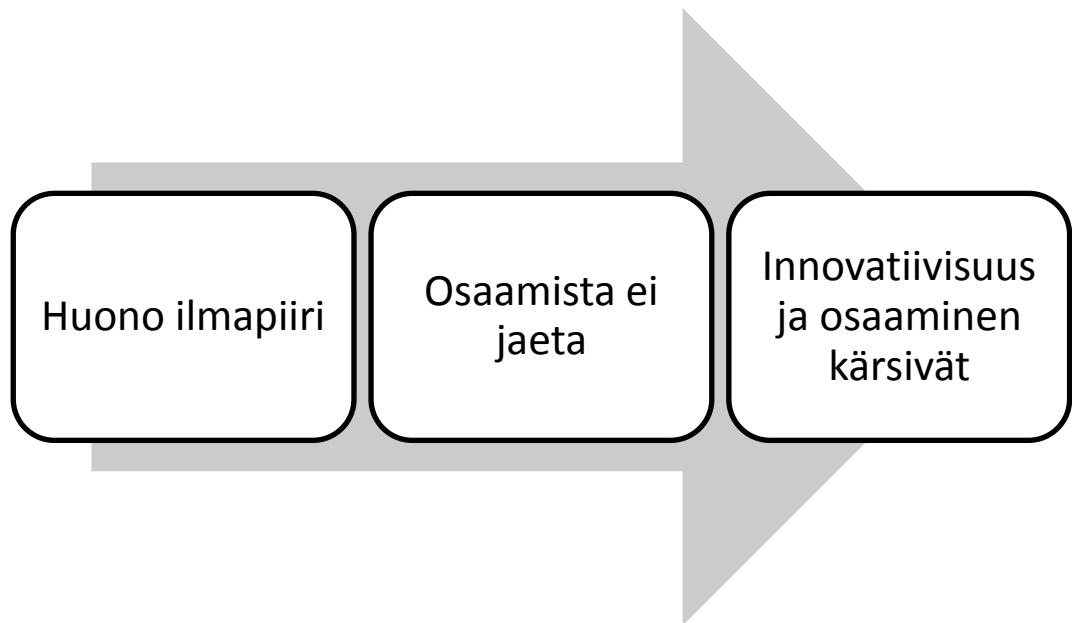 Huono ilmapiiri
Osaamista ei
jaeta
Innovatiivisuus
ja osaaminen
kärsivät